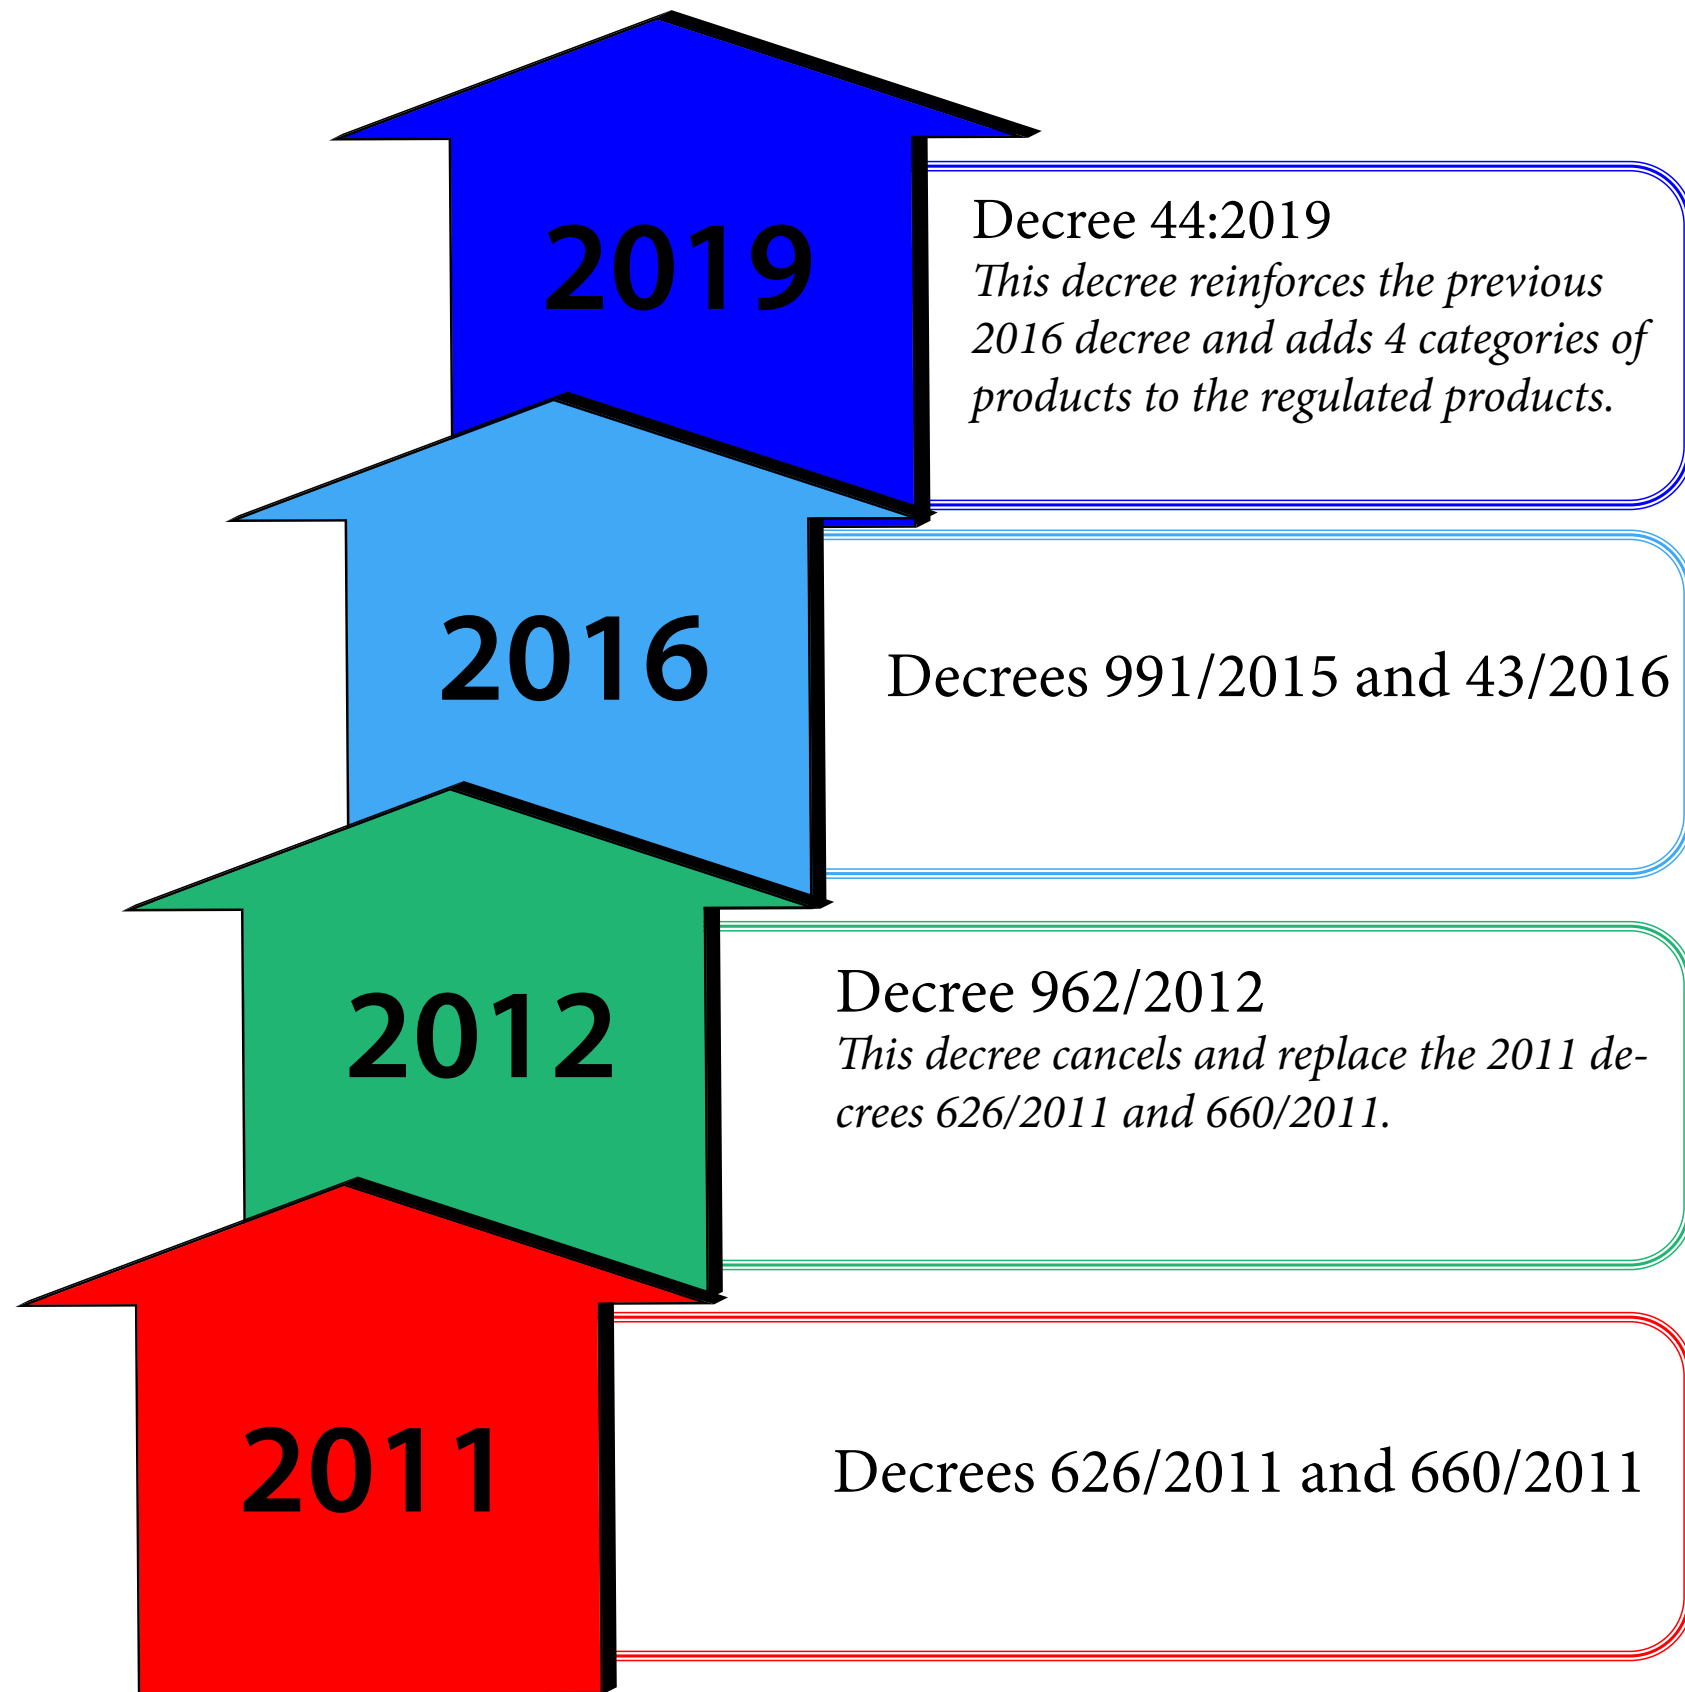 2019
Decree 44:2019
This decree reinforces the previous
2016 decree and adds 4 categories of
products to the regulated products.
2016
Decrees 991/2015 and 43/2016
2012
Decree 962/2012
This decree cancels and replace the 2011 de-
crees 626/2011 and 660/2011.
2011
Decrees 626/2011 and 660/2011